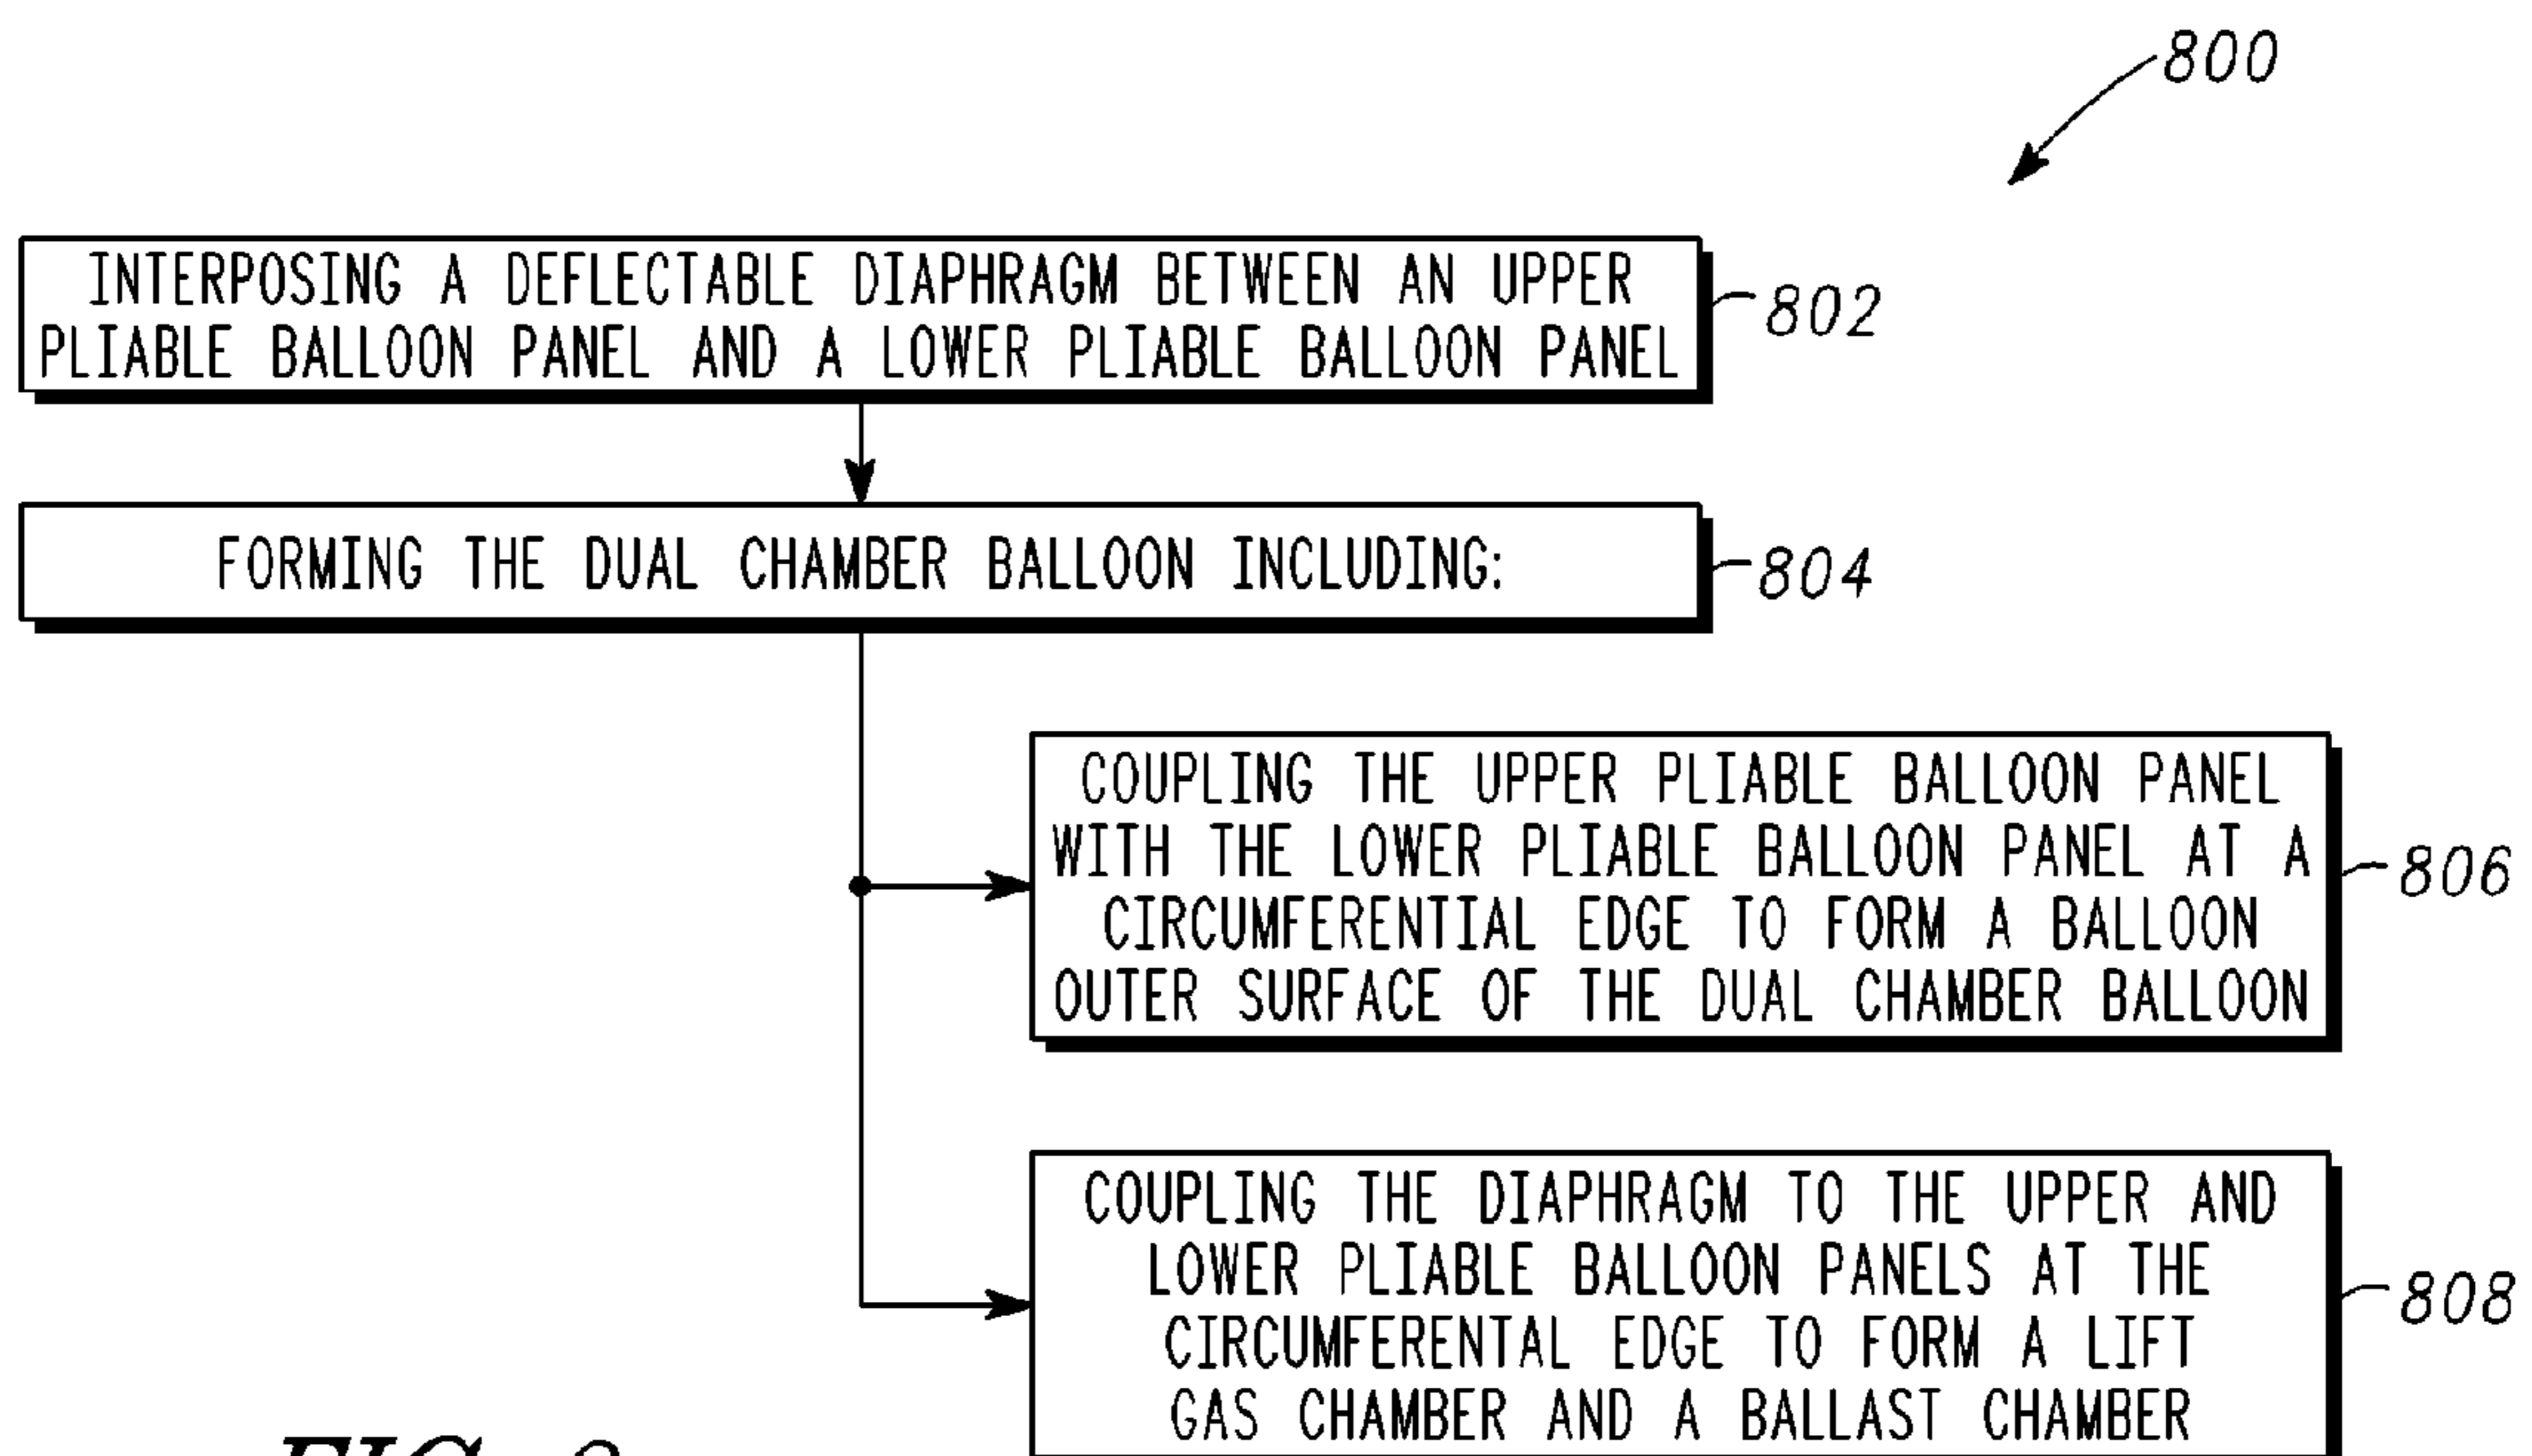 800
INTERPOSING A DEFLECTABLE DIAPHRAGM BETWEEN AN UPPER
PLIABLE BALLOON PANEL AND A LOWER PLIABLE BALLOON PANEL
802
FORMING THE DUAL CHAMBER BALLOON INCLUDING:
804
COUPLING THE UPPER PLIABLE BALLOON PANEL
WITH THE LOWER PLIABLE BALLOON PANEL AT A
CIRCUMFERENTIAL EDGE TO FORM A BALLOON
OUTER SURFACE OF THE DUAL CHAMBER BALLOON
806
COUPLING THE DIAPHRAGM TO THE UPPER AND
LOWER PLIABLE BALLOON PANELS AT THE
CIRCUMFERENTAL EDGE TO FORM A LIFT
GAS CHAMBER AND A BALLAST CHAMBER
808
FIG.